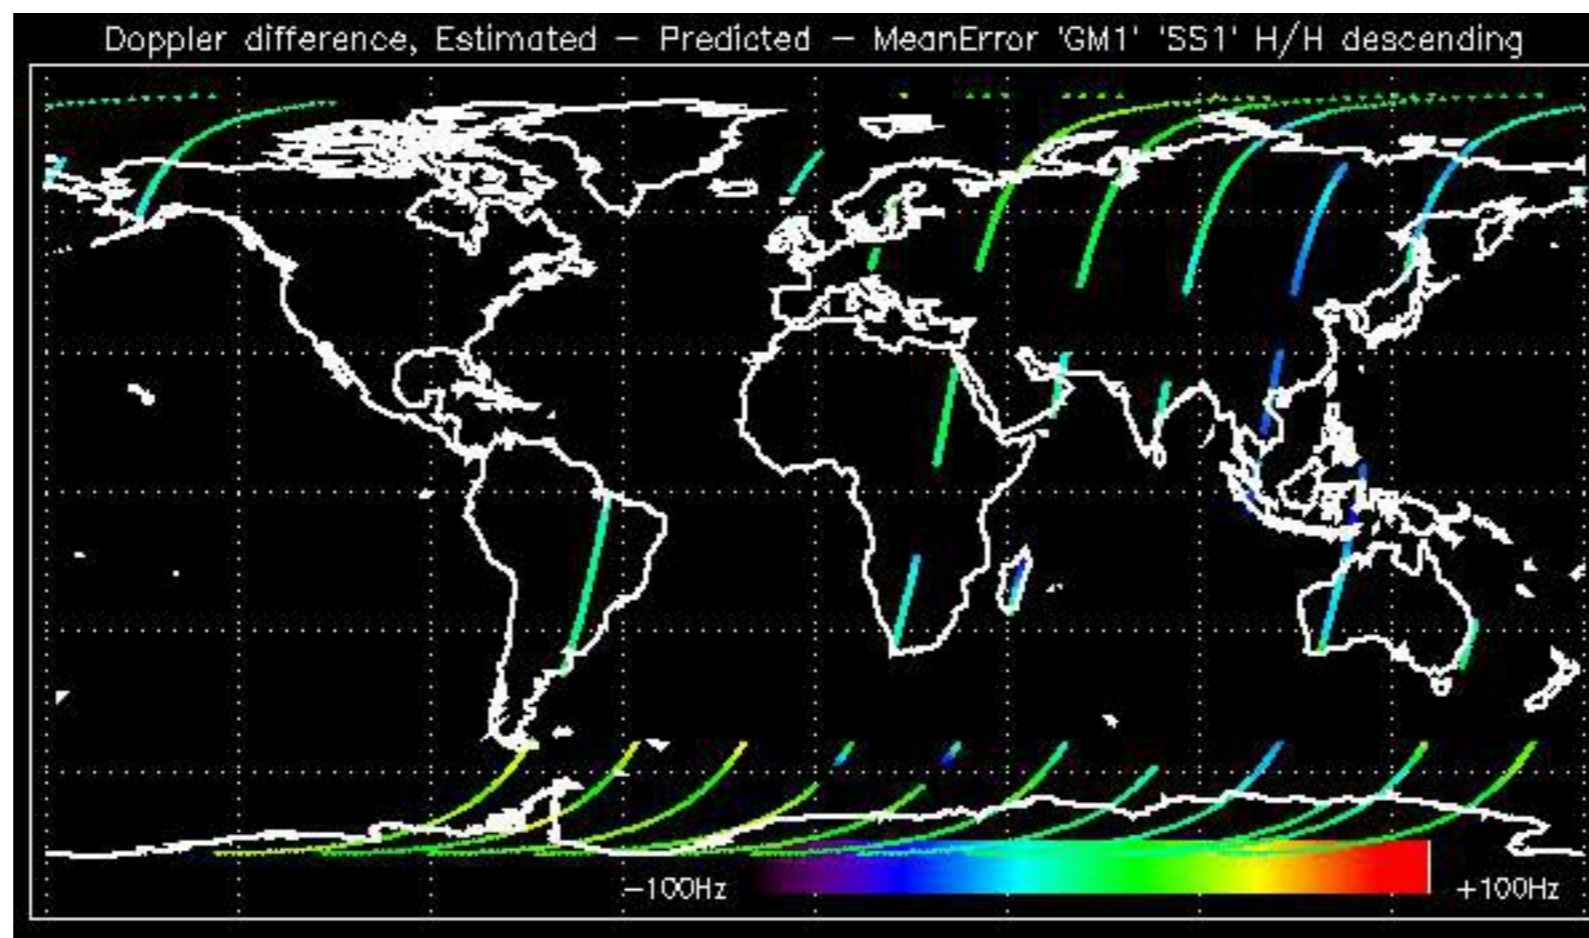 Doppler difference, Estimated – Predicted – MeanError 'GM1' 'SS1' H/H descending
–100Hz +100Hz